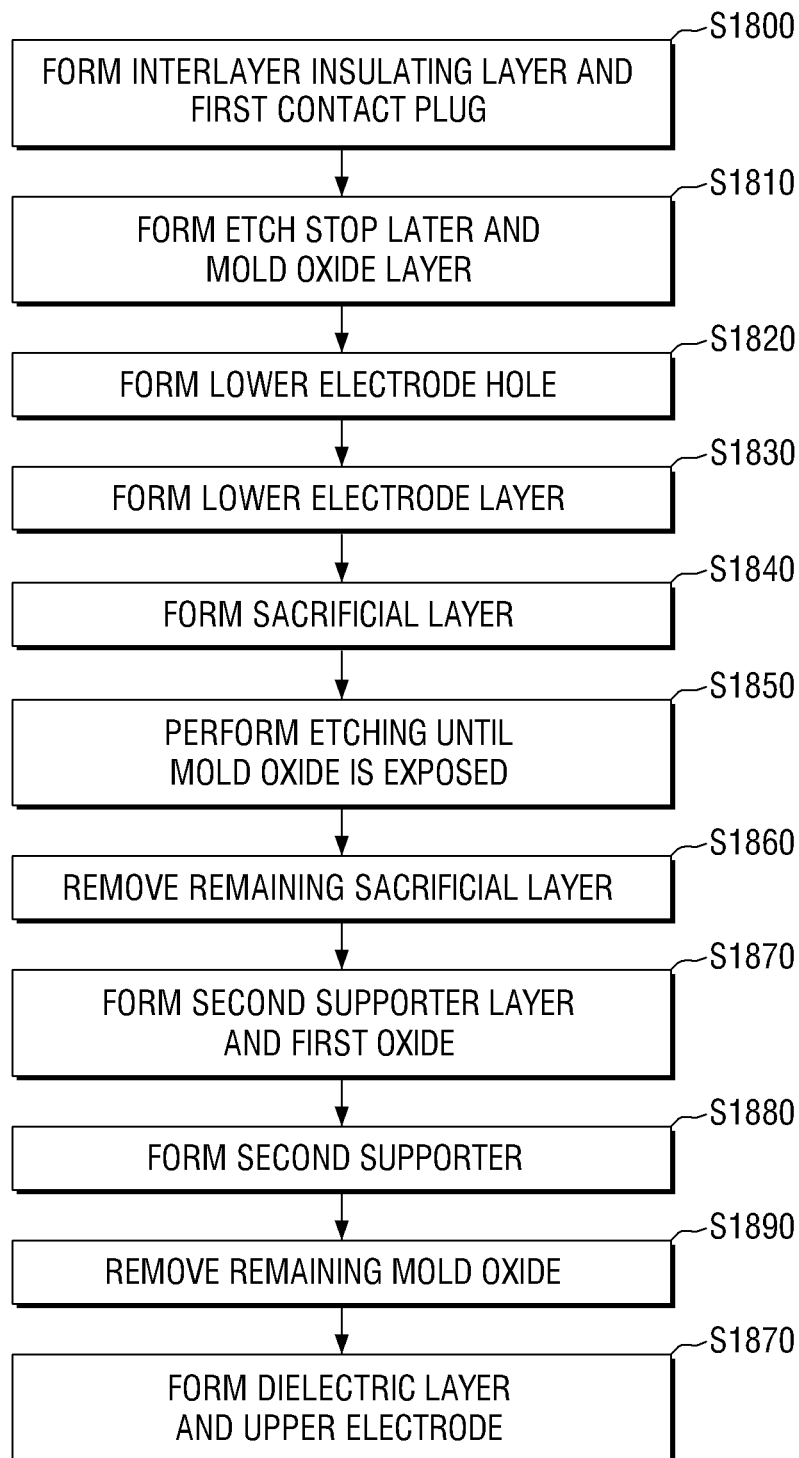 S1800
FORM INTERLAYER INSULATING LAYER AND
FIRST CONTACT PLUG
S1810
FORM ETCH STOP LATER AND
MOLD OXIDE LAYER
S1820
FORM LOWER ELECTRODE HOLE
S1830
FORM LOWER ELECTRODE LAYER
S1840
FORM SACRIFICIAL LAYER
S1850
PERFORM ETCHING UNTIL
MOLD OXIDE IS EXPOSED
S1860
REMOVE REMAINING SACRIFICIAL LAYER
S1870
FORM SECOND SUPPORTER LAYER
AND FIRST OXIDE
S1880
FORM SECOND SUPPORTER
S1890
REMOVE REMAINING MOLD OXIDE
S1870
FORM DIELECTRIC LAYER
AND UPPER ELECTRODE